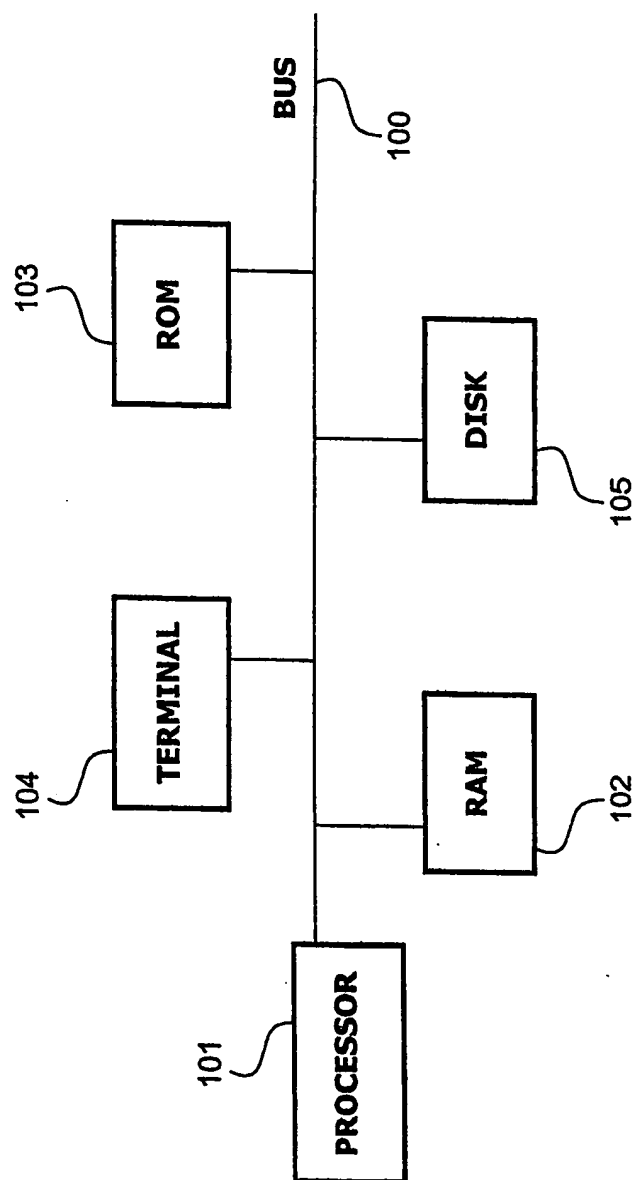 103
104
ROM
TERMINAL
BUS
100
101
PROCESSOR
RAM
DISK
102
105